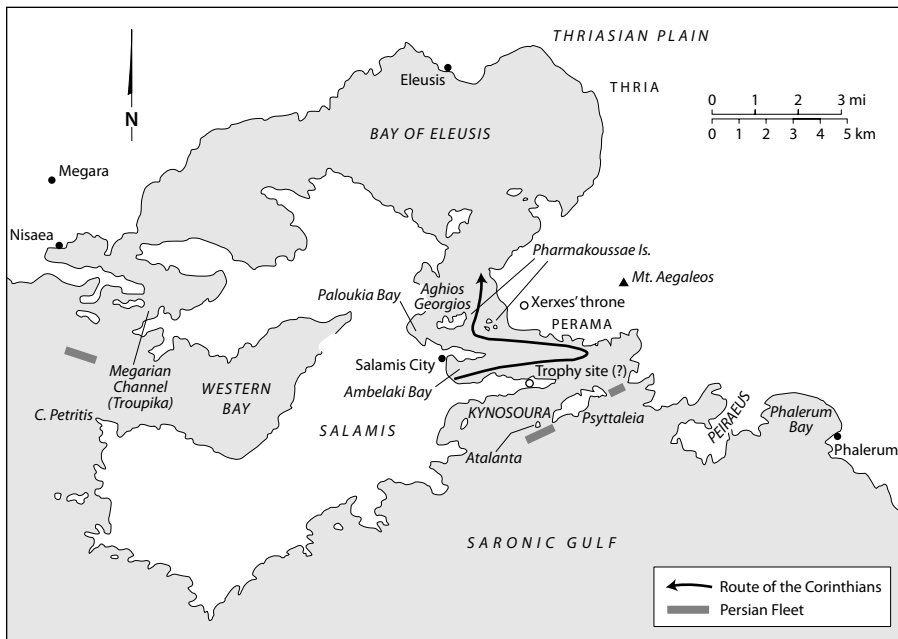 THRIASIAN PLAIN
Eleusis
THRIA
0 1 2 3 mi
0 1 2 3 4 5 km
N
BAY OF ELEUSIS
Megara
Nisaea
Pharmakoussae Is.
Mt. Aegaleos
Aghios
Georgios
Paloukia Bay
Xerxes’ throne
PERAMA
Salamis City
Trophy site (?)
Megarian
Channel
(Troupika)
WESTERN
BAY
Ambelaki Bay
C. Petritis
SALAMIS
KYNOSOURA
Psyttaleia
PEIRAEUS
Phalerum
Bay
Phalerum
Atalanta
SARONIC GULF
Route of the Corinthians
Persian Fleet